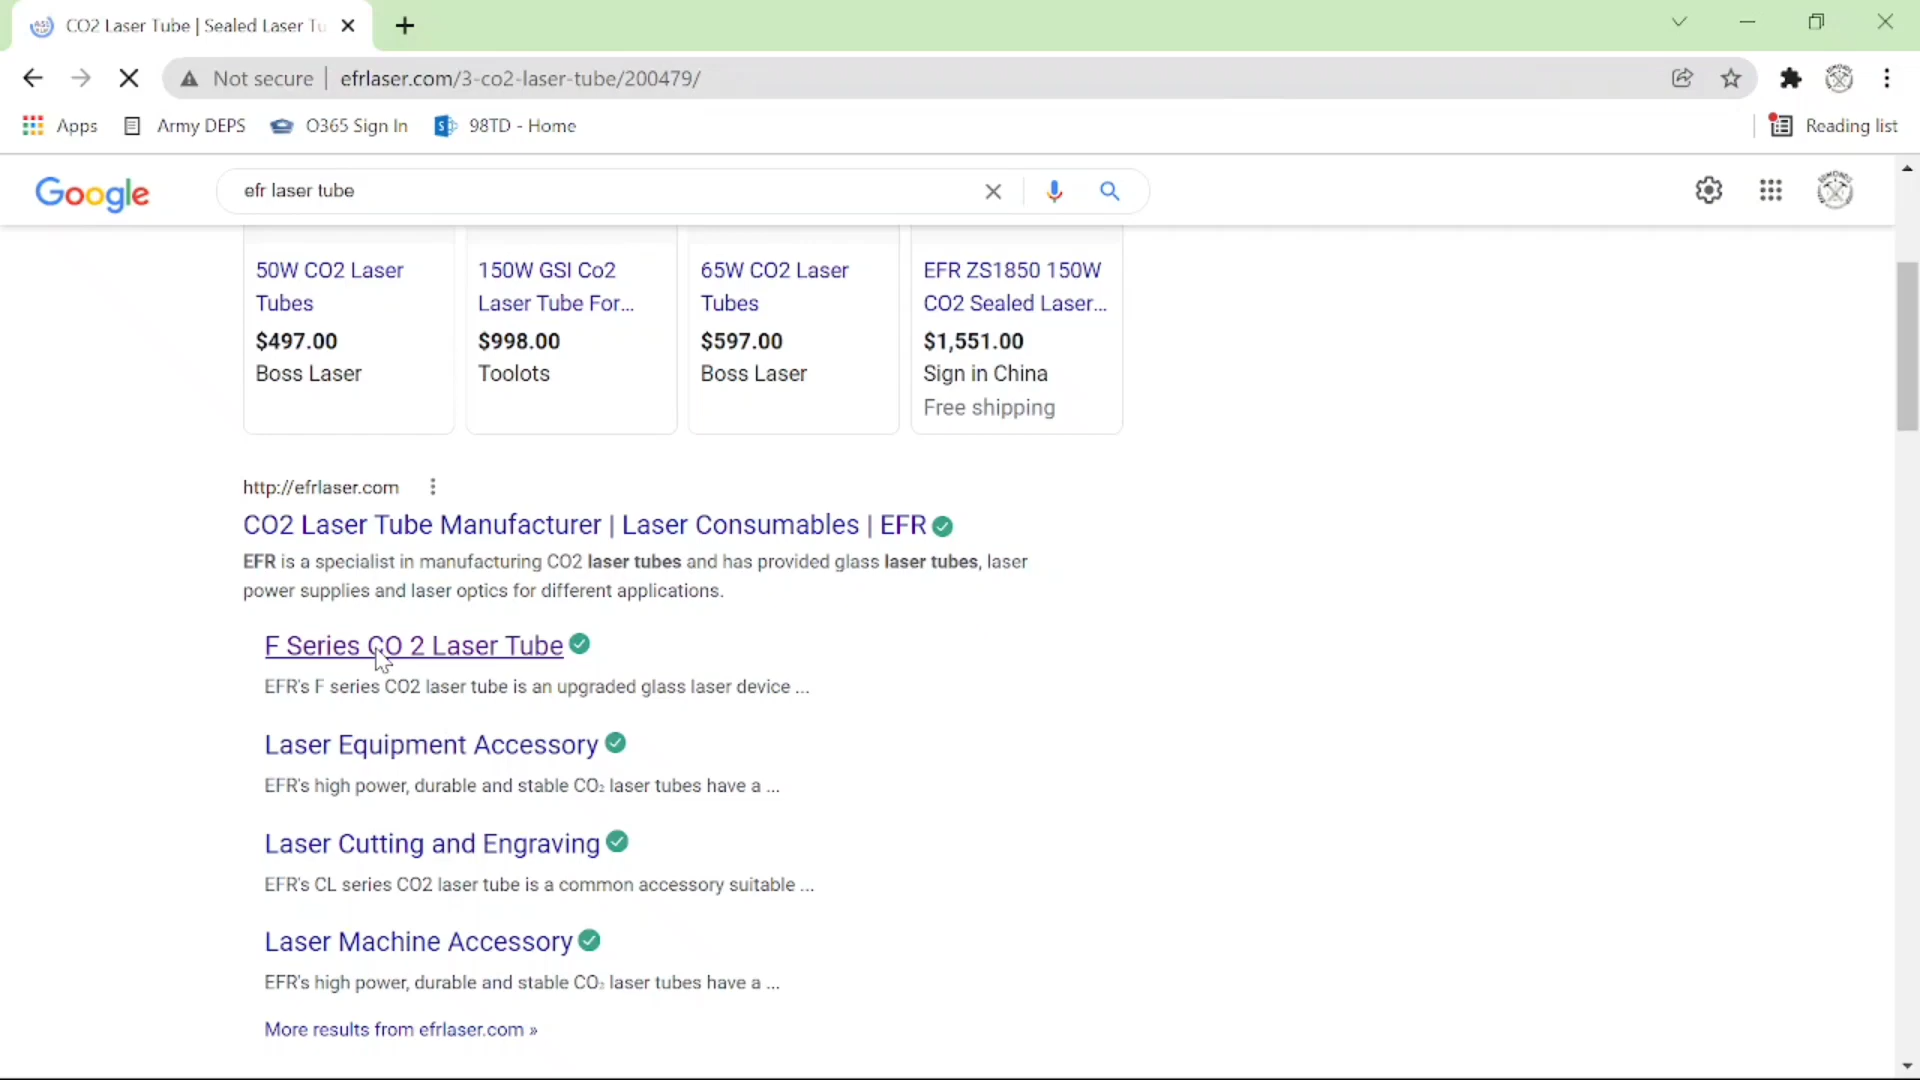 CO2 Laser Tube | Sealed Laser Tu
Not secure | efrlaser.com/3-co2-laser-tube/200479/
Apps Army DEPS O365 Sign In 98TD - Home Reading list
Google efr laser tube
50W CO2 Laser
Tubes
$497.00
Boss Laser
150W GSI Co2
Laser Tube For...
$998.00
Toolots
65W CO2 Laser
Tubes
$597.00
Boss Laser
EFR ZS1850 150W
CO2 Sealed Laser...
$1,551.00
Sign in China
Free shipping
http://efrlaser.com
CO2 Laser Tube Manufacturer | Laser Consumables | EFR
EFR is a specialist in manufacturing CO2 laser tubes and has provided glass laser tubes, laser
power supplies and laser optics for different applications.
F Series CO 2 Laser Tube
EFR's F series CO2 laser tube is an upgraded glass laser device ...
Laser Equipment Accessory
EFR's high power, durable and stable CO₂ laser tubes have a ...
Laser Cutting and Engraving
EFR's CL series CO2 laser tube is a common accessory suitable ...
Laser Machine Accessory
EFR's high power, durable and stable CO₂ laser tubes have a ...
More results from efrlaser.com »